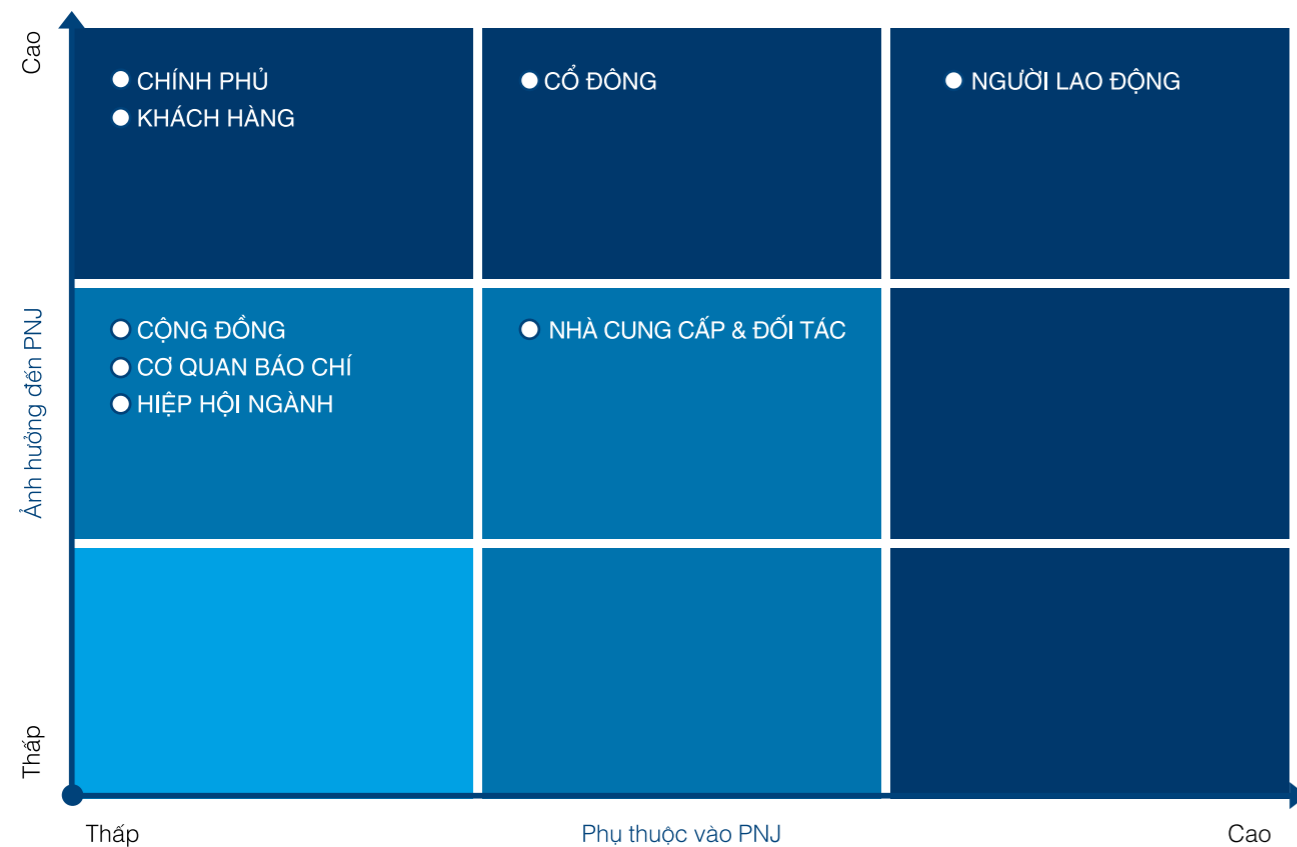 Cao
CHÍNH PHỦ
KHÁCH HÀNG
CỔ ĐÔNG
NGƯỜI LAO ĐỘNG
Ảnh hưởng đến PNJ
CỘNG ĐỒNG
CƠ QUAN BÁO CHÍ
HIỆP HỘI NGÀNH
NHÀ CUNG CẤP & ĐỐI TÁC
Thấp
Thấp
Phụ thuộc vào PNJ
Cao